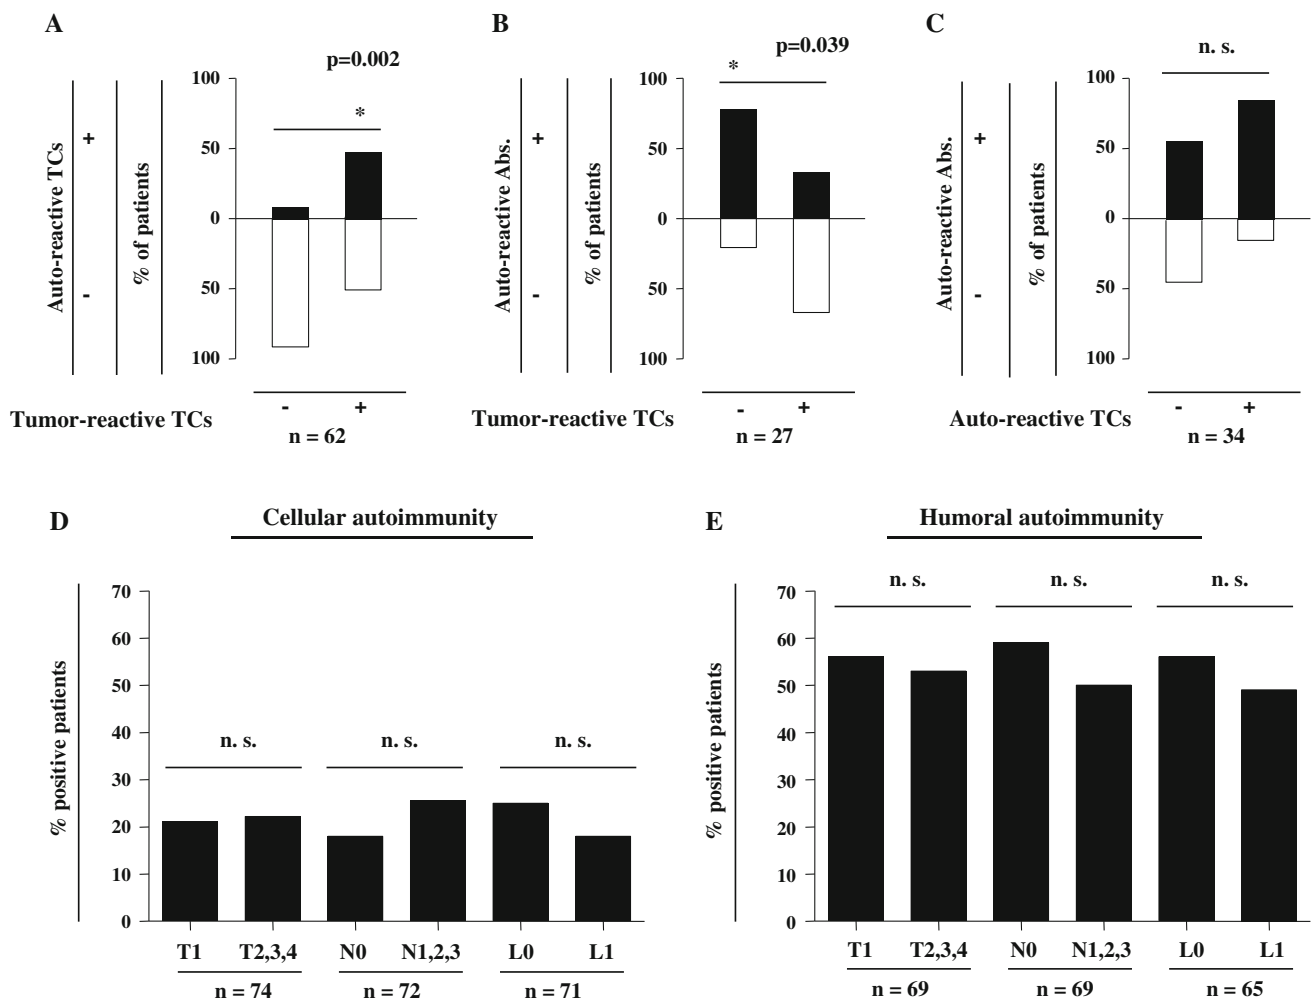 A
p=0.002
100
*
50
0
50
100
Auto-reactive TCs
+
-
% of patients
- +
Tumor-reactive TCs
n = 62
B
p=0.039
100
*
50
0
50
100
Auto-reactive Abs.
+
-
% of patients
- +
Tumor-reactive TCs
n = 27
C
n. s.
100
50
0
50
100
Auto-reactive Abs.
+
-
% of patients
- +
Auto-reactive TCs
n = 34
D
Cellular autoimmunity
% positive patients
70
60
50
40
30
20
10
0
n. s. n. s. n. s.
T1 T2,3,4 N0 N1,2,3 L0 L1
n = 74 n = 72 n = 71
E
Humoral autoimmunity
% positive patients
70
60
50
40
30
20
10
0
n. s. n. s. n. s.
T1 T2,3,4 N0 N1,2,3 L0 L1
n = 69 n = 69 n = 65